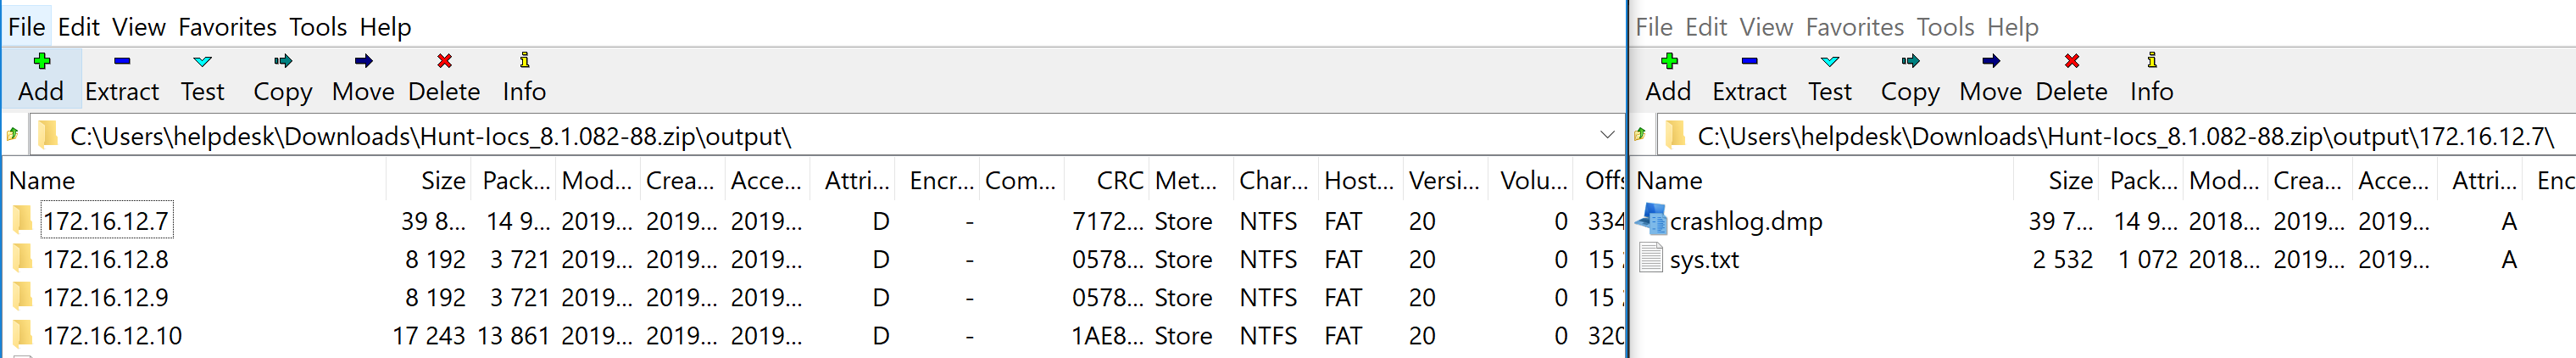 File Edit View Favorites Tools Help
Add Extract Test Copy Move Delete Info
C:\Users\helpdesk\Downloads\Hunt-Iocs_8.1.082-88.zip\output\
Name Size Pack... Mod... Crea... Acce... Attri... Encr... Com... CRC Met... Char... Host... Versi... Volu... Offs
172.16.12.7 39 8... 14 9... 2019... 2019... 2019... D - 7172... Store NTFS FAT 20 0 334
172.16.12.8 8 192 3 721 2019... 2019... 2019... D - 0578... Store NTFS FAT 20 0 15 2
172.16.12.9 8 192 3 721 2019... 2019... 2019... D - 0578... Store NTFS FAT 20 0 15 2
172.16.12.10 17 243 13 861 2019... 2019... 2019... D - 1AE8... Store NTFS FAT 20 0 320
File Edit View Favorites Tools Help
Add Extract Test Copy Move Delete Info
C:\Users\helpdesk\Downloads\Hunt-Iocs_8.1.082-88.zip\output\172.16.12.7\
Name Size Pack... Mod... Crea... Acce... Attri... Enc
crashlog.dmp 39 7... 14 9... 2018... 2019... 2019... A
sys.txt 2 532 1 072 2018... 2019... 2019... A